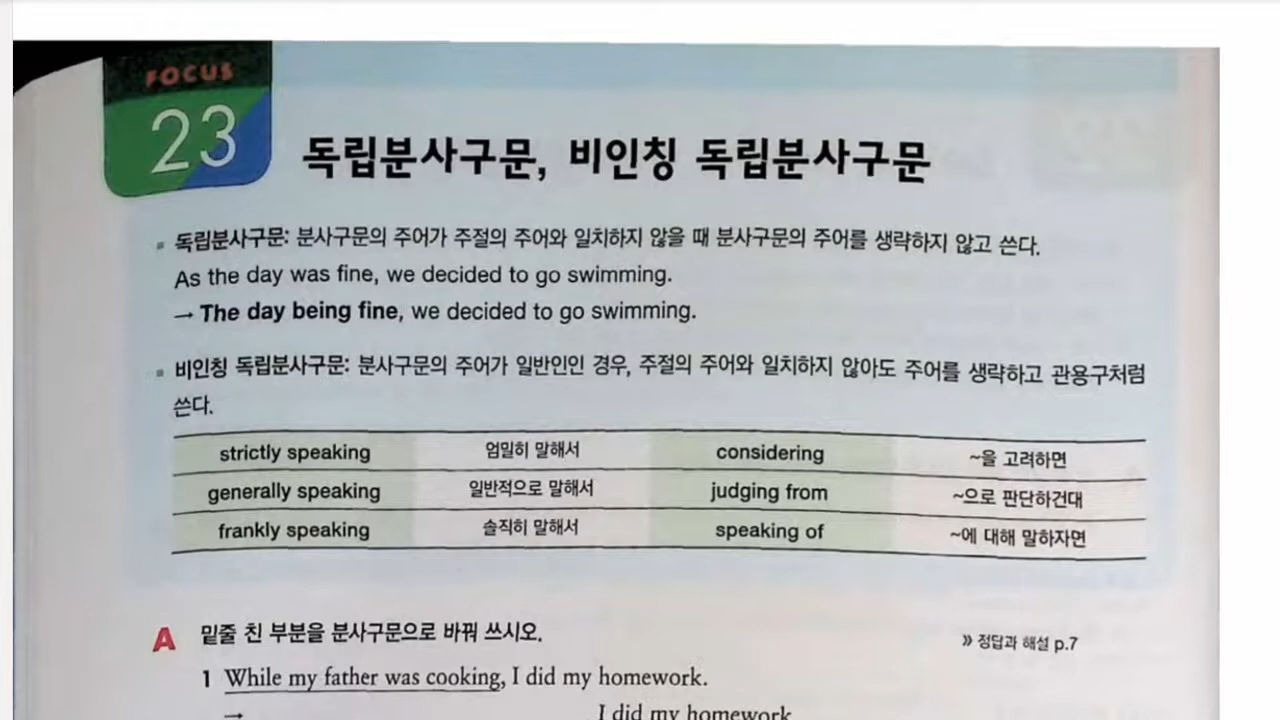 FOCUS
23
독립분사구문, 비인칭 독립분사구문
독립분사구문: 분사구문의 주어가 주절의 주어와 일치하지 않을 때 분사구문의 주어를 생략하지 않고 쓴다.
As the day was fine, we decided to go swimming.
→ The day being fine, we decided to go swimming.
비인칭 독립분사구문: 분사구문의 주어가 일반인인 경우, 주절의 주어와 일치하지 않아도 주어를 생략하고 관용구처럼
쓴다.
strictly speaking 엄밀히 말해서 considering ~을 고려하면
generally speaking 일반적으로 말해서 judging from ~으로 판단하건대
frankly speaking 솔직히 말해서 speaking of ~에 대해 말하자면
A 밑줄 친 부분을 분사구문으로 바꿔 쓰시오. » 정답과 해설 p.7
1 While my father was cooking, I did my homework.
→ I did my homework